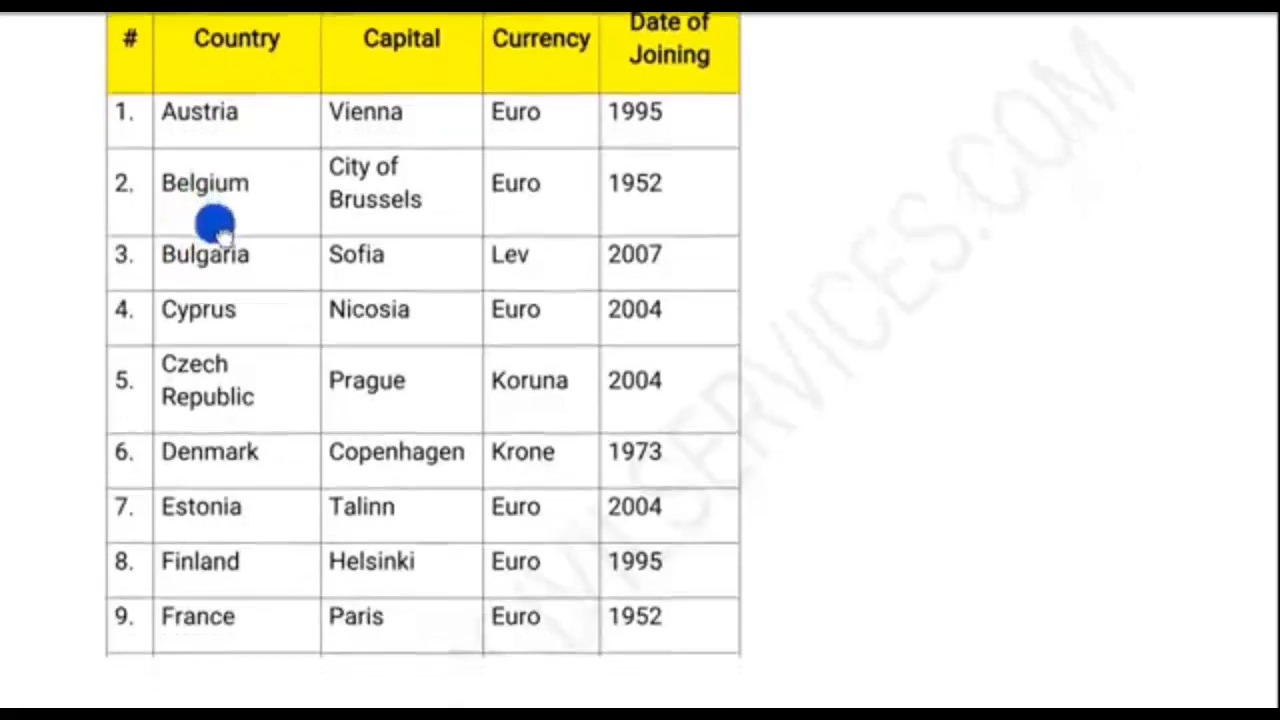 # Country Capital Currency Date of Joining
1. Austria Vienna Euro 1995
2. Belgium City of Brussels Euro 1952
3. Bulgaria Sofia Lev 2007
4. Cyprus Nicosia Euro 2004
5. Czech Republic Prague Koruna 2004
6. Denmark Copenhagen Krone 1973
7. Estonia Talinn Euro 2004
8. Finland Helsinki Euro 1995
9. France Paris Euro 1952
SERVICES.COM